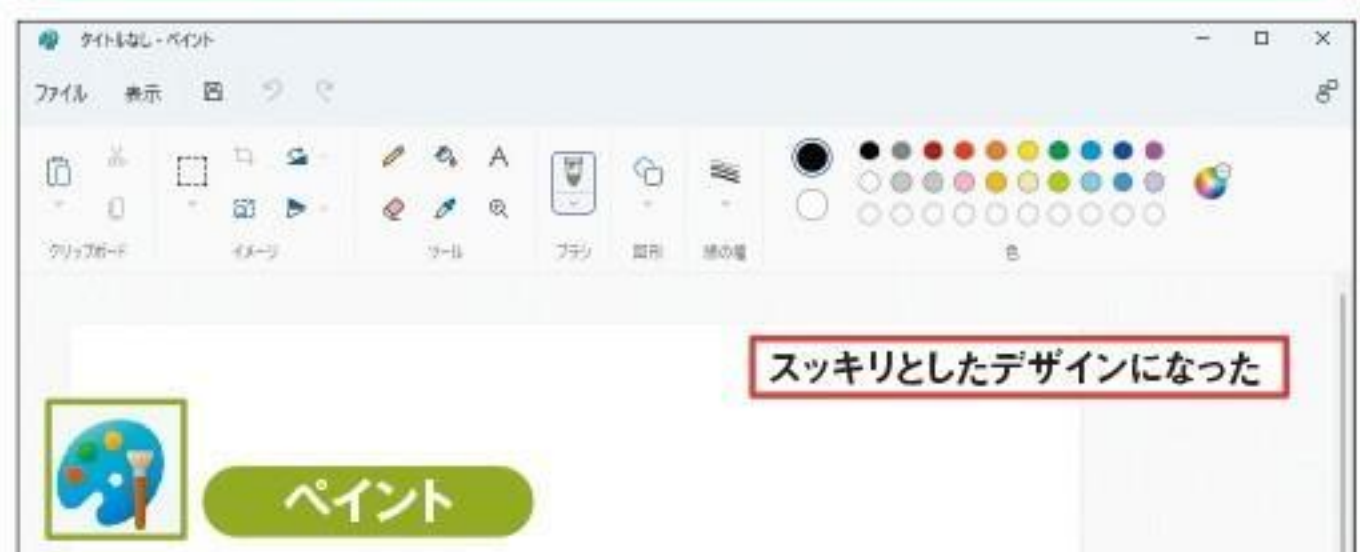 タイトルなし - ペイント
ファイル 表示
A
クリップボード イメージ ツール ブラシ 図形 線の幅 色
スッキリとしたデザインになった
ペイント